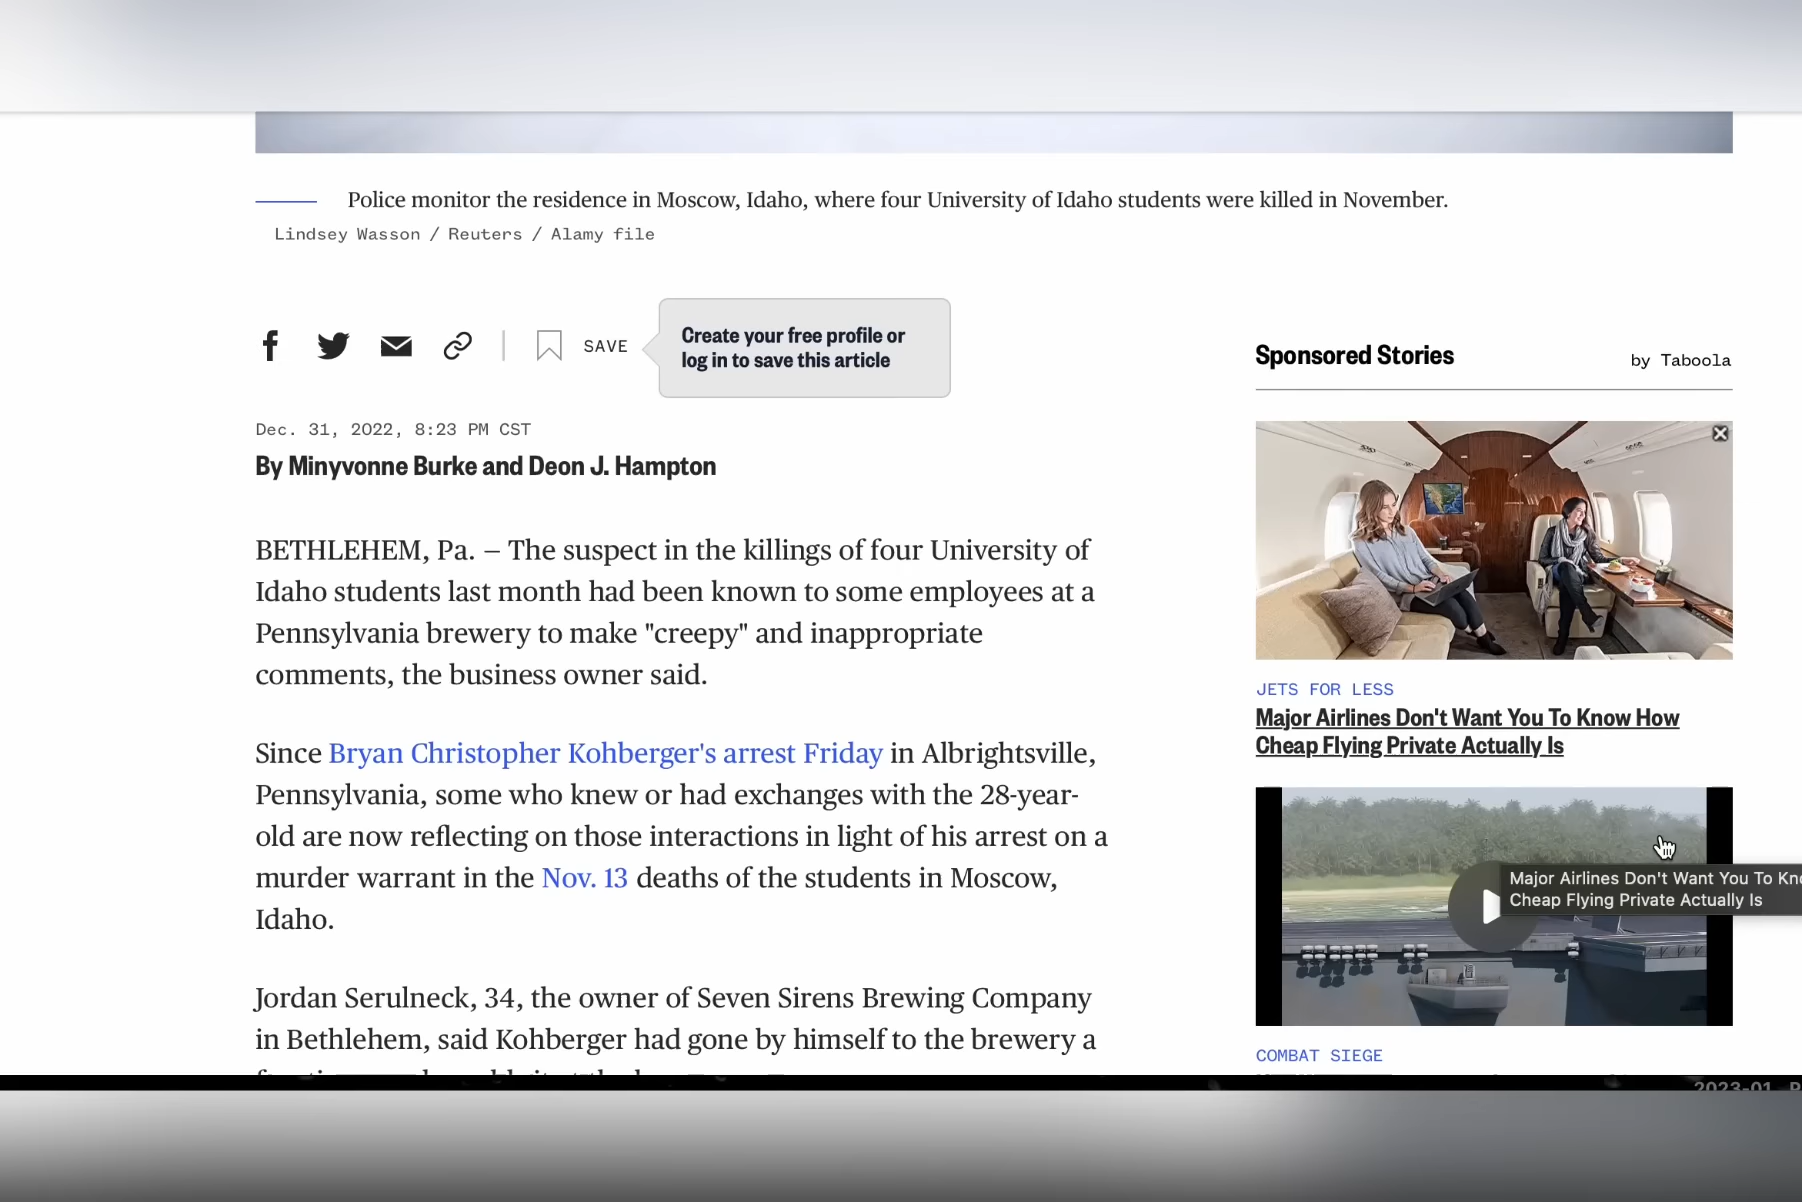 Police monitor the residence in Moscow, Idaho, where four University of Idaho students were killed in November.
Lindsey Wasson / Reuters / Alamy file
SAVE
Create your free profile or
log in to save this article
Dec. 31, 2022, 8:23 PM CST
By Minyvonne Burke and Deon J. Hampton
BETHLEHEM, Pa. — The suspect in the killings of four University of
Idaho students last month had been known to some employees at a
Pennsylvania brewery to make "creepy" and inappropriate
comments, the business owner said.
Since Bryan Christopher Kohberger's arrest Friday in Albrightsville,
Pennsylvania, some who knew or had exchanges with the 28-year-
old are now reflecting on those interactions in light of his arrest on a
murder warrant in the Nov. 13 deaths of the students in Moscow,
Idaho.
Jordan Serulneck, 34, the owner of Seven Sirens Brewing Company
in Bethlehem, said Kohberger had gone by himself to the brewery a
Sponsored Stories
by Taboola
JETS FOR LESS
Major Airlines Don't Want You To Know How
Cheap Flying Private Actually Is
Major Airlines Don't Want You To Kno
Cheap Flying Private Actually Is
COMBAT SIEGE
2023-01